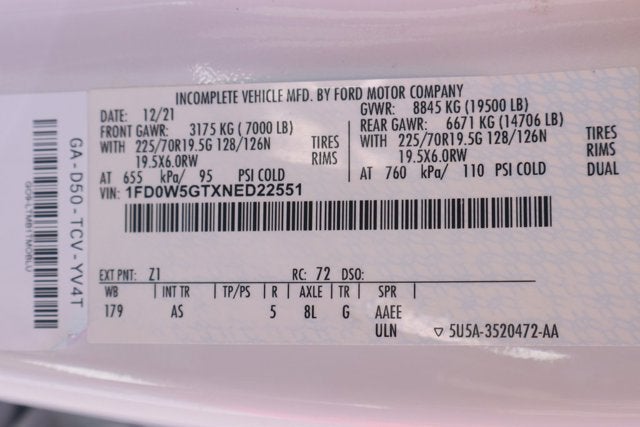 INCOMPLETE VEHICLE MFD. BY FORD MOTOR COMPANY
DATE: 12/21 GVWR: 8845 KG (19500 LB)
FRONT GAWR: 3175 KG ( 7000 LB) REAR GAWR: 6671 KG (14706 LB)
WITH 225/70R19.5G 128/126N TIRES WITH 225/70R19.5G 128/126N TIRES
19.5X6.0RW RIMS 19.5X6.0RW RIMS
AT 655 kPa/ 95 PSI COLD AT 760 kPa/ 110 PSI COLD DUAL
VIN: 1FD0W5GTXNED22551
EXT PNT: Z1 RC: 72 DSO:
WB INT TR TP/PS R AXLE TR SPR
179 AS 5 8L G AAEE
ULN ▽ 5U5A-3520472-AA
GA - D50 - TCV - YV4T